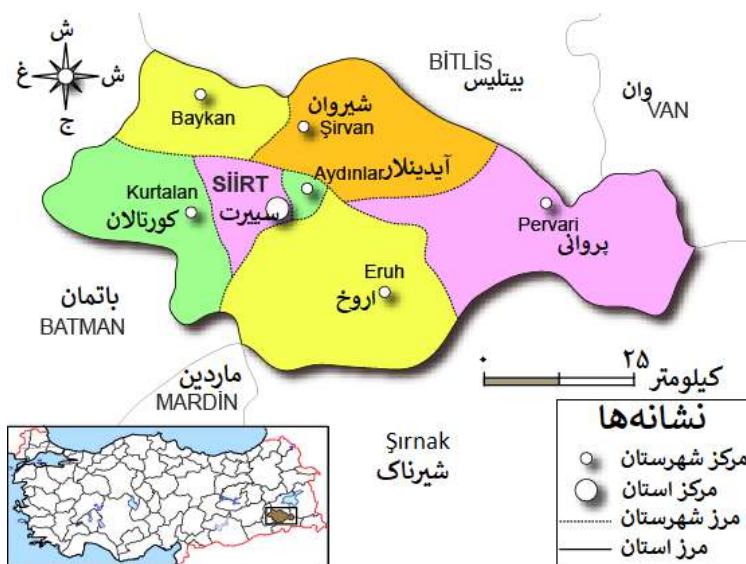 ش
غ
ش
ج
BİTLİS
بیتلیس
وان
VAN
Baykan
شیروان
Şirvan
SİİRT
سییرت
Aydınlar
آیدینلار
Kurtalan
کورتالان
Pervari
پروانی
Eruh
اروخ
باتمان
BATMAN
ماردین
MARDİN
Şırnak
شیرناک
۰ ۲۵
کیلومتر
نشانه‌ها
مرکز شهرستان
مرکز استان
مرز شهرستان
مرز استان